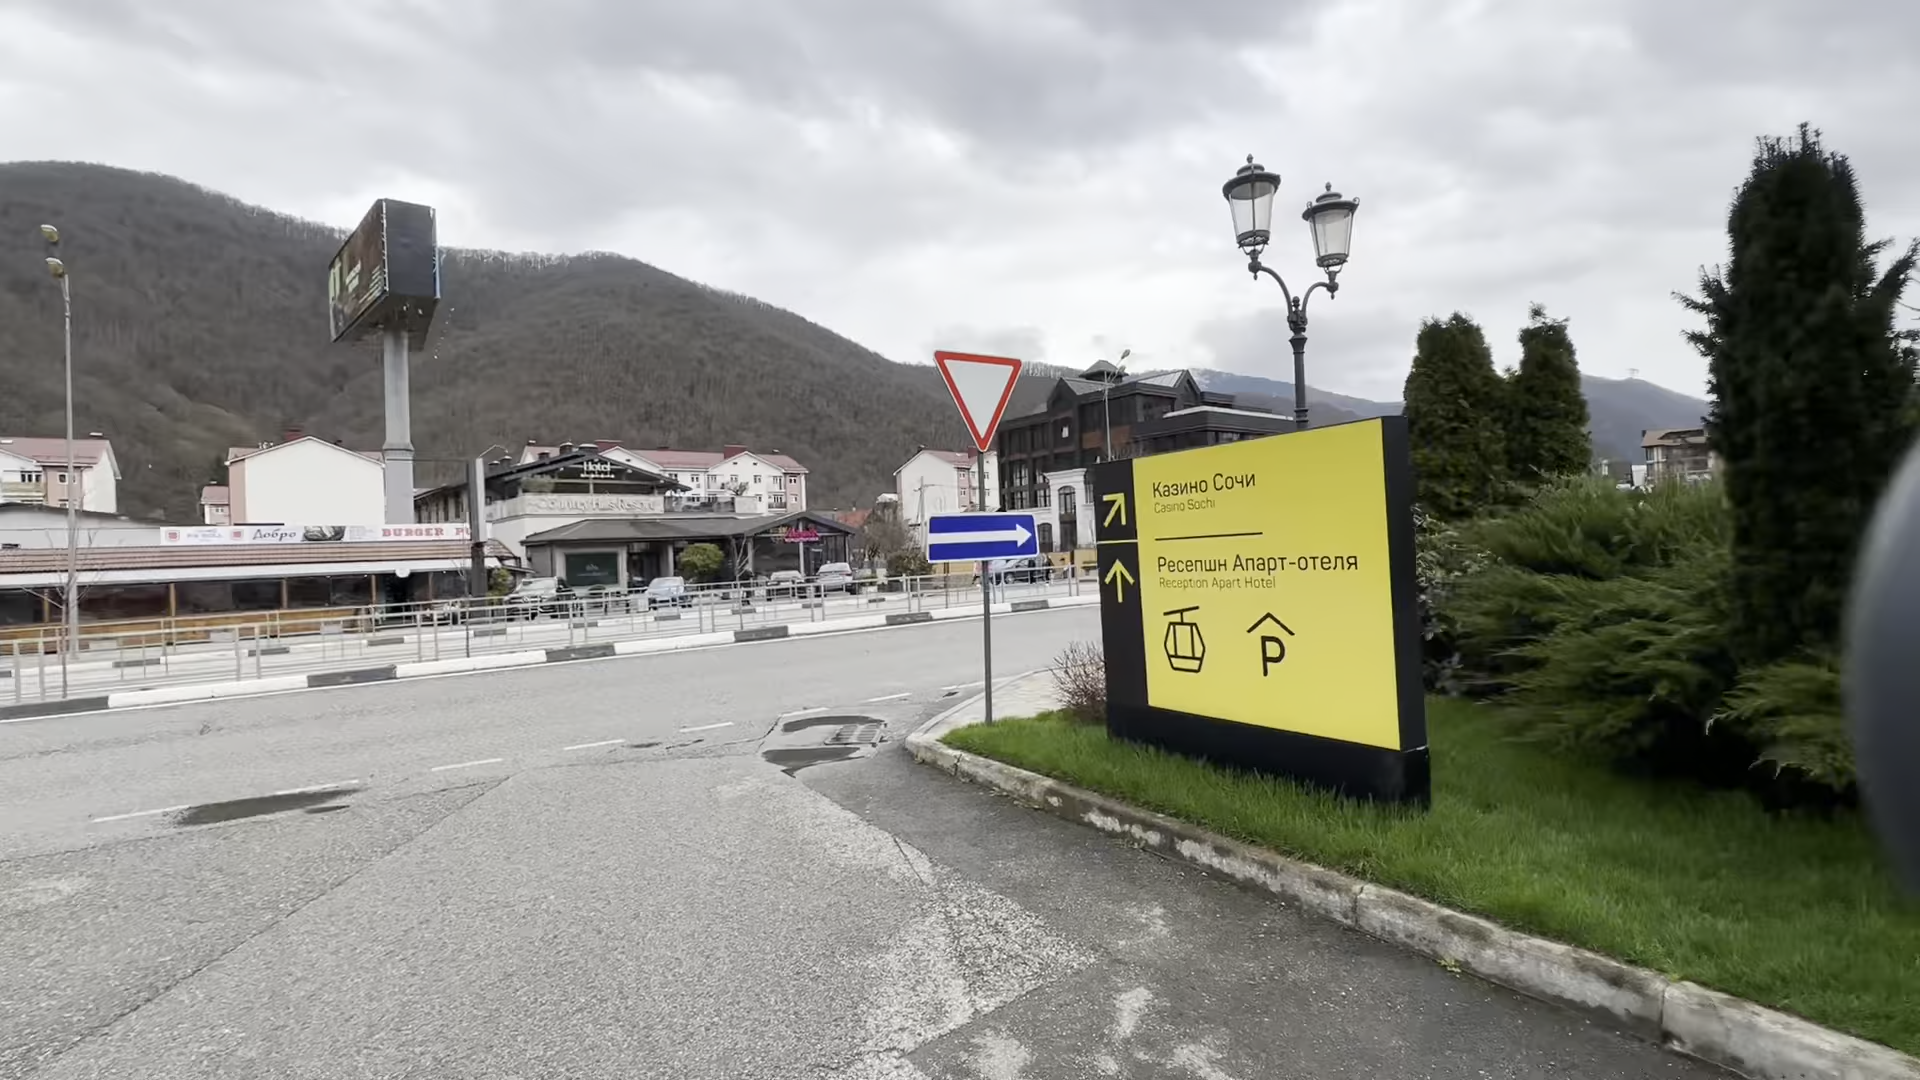 Добро
BURGER
Hotel
Казино Сочи
Casino Sochi
Ресепшн Апарт-отеля
Reception Apart Hotel
P